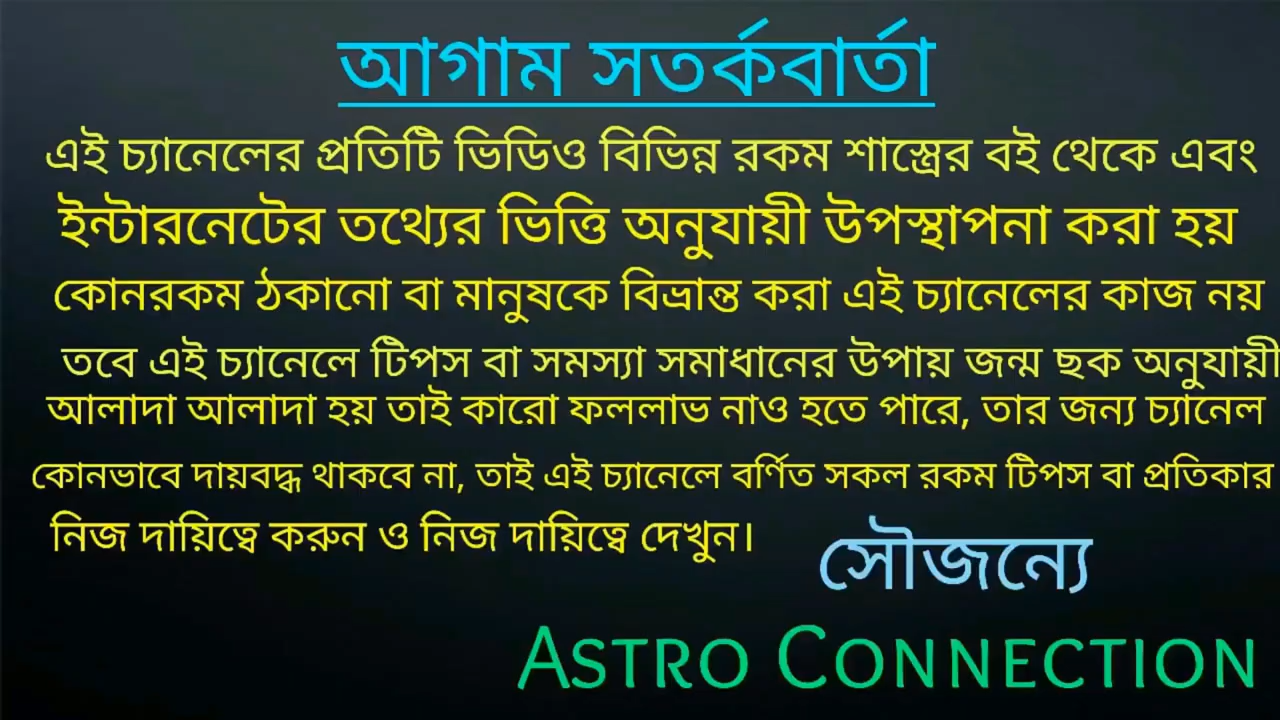 আগাম সতর্কবার্তা
এই চ্যানেলের প্রতিটি ভিডিও বিভিন্ন রকম শাস্ত্রের বই থেকে এবং
ইন্টারনেটের তথ্যের ভিত্তি অনুযায়ী উপস্থাপনা করা হয়
কোনরকম ঠকানো বা মানুষকে বিভ্রান্ত করা এই চ্যানেলের কাজ নয়
তবে এই চ্যানেলে টিপস বা সমস্যা সমাধানের উপায় জন্ম ছক অনুযায়ী
আলাদা আলাদা হয় তাই কারো ফললাভ নাও হতে পারে, তার জন্য চ্যানেল
কোনভাবে দায়বদ্ধ থাকবে না, তাই এই চ্যানেলে বর্ণিত সকল রকম টিপস বা প্রতিকার
নিজ দায়িত্বে করুন ও নিজ দায়িত্বে দেখুন।
সৌজন্যে
Astro Connection